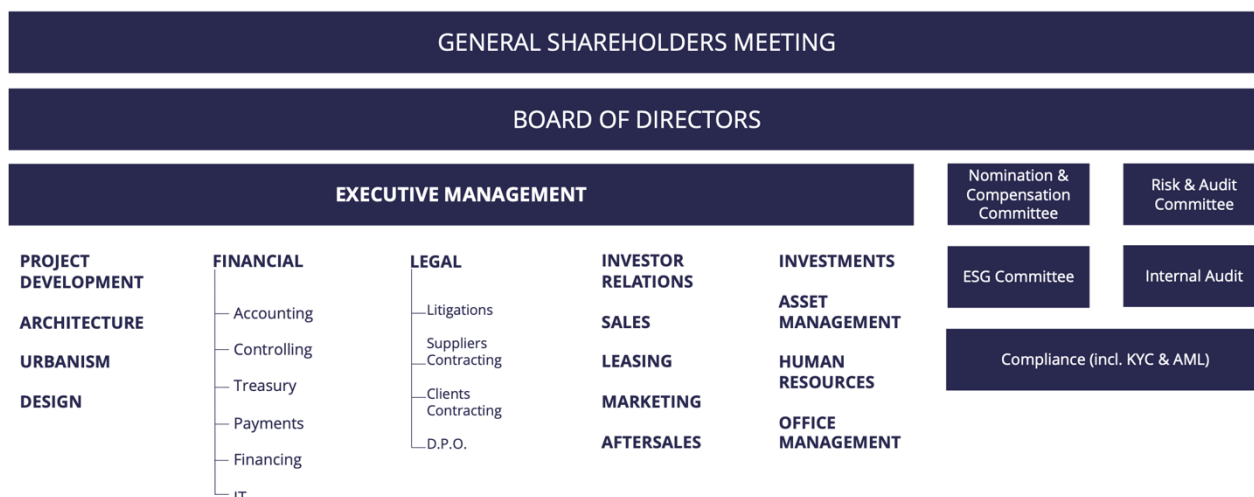 GENERAL SHAREHOLDERS MEETING
BOARD OF DIRECTORS
EXECUTIVE MANAGEMENT
Nomination &
Compensation
Committee
Risk & Audit
Committee
ESG Committee
Internal Audit
Compliance (incl. KYC & AML)
PROJECT
DEVELOPMENT
ARCHITECTURE
URBANISM
DESIGN
FINANCIAL
Accounting
Controlling
Treasury
Payments
Financing
IT
LEGAL
Litigations
Suppliers
Contracting
Clients
Contracting
D.P.O.
INVESTOR
RELATIONS
SALES
LEASING
MARKETING
AFTERSALES
INVESTMENTS
ASSET
MANAGEMENT
HUMAN
RESOURCES
OFFICE
MANAGEMENT